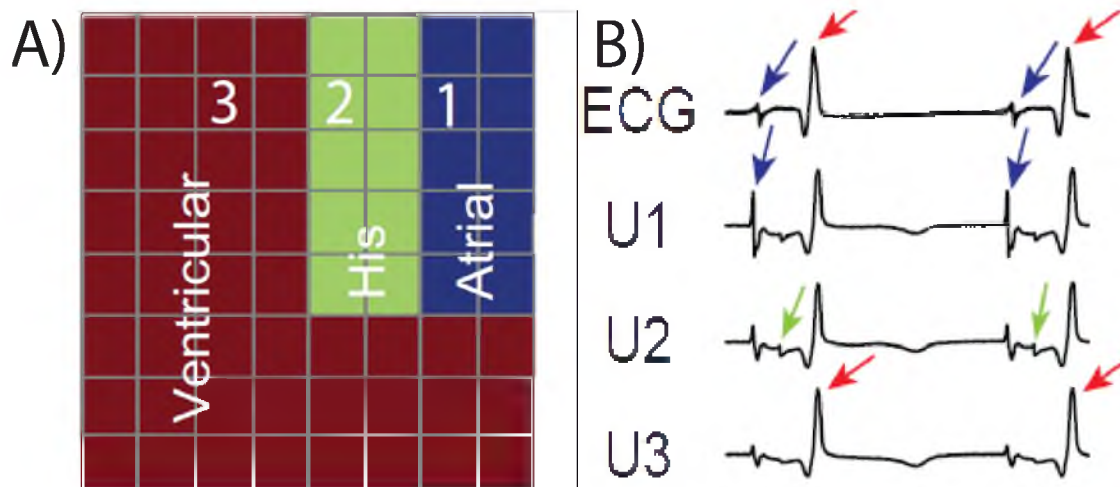 A)
3
2
1
Ventricular
His
Atrial
B)
ECG
U1
U2
U3